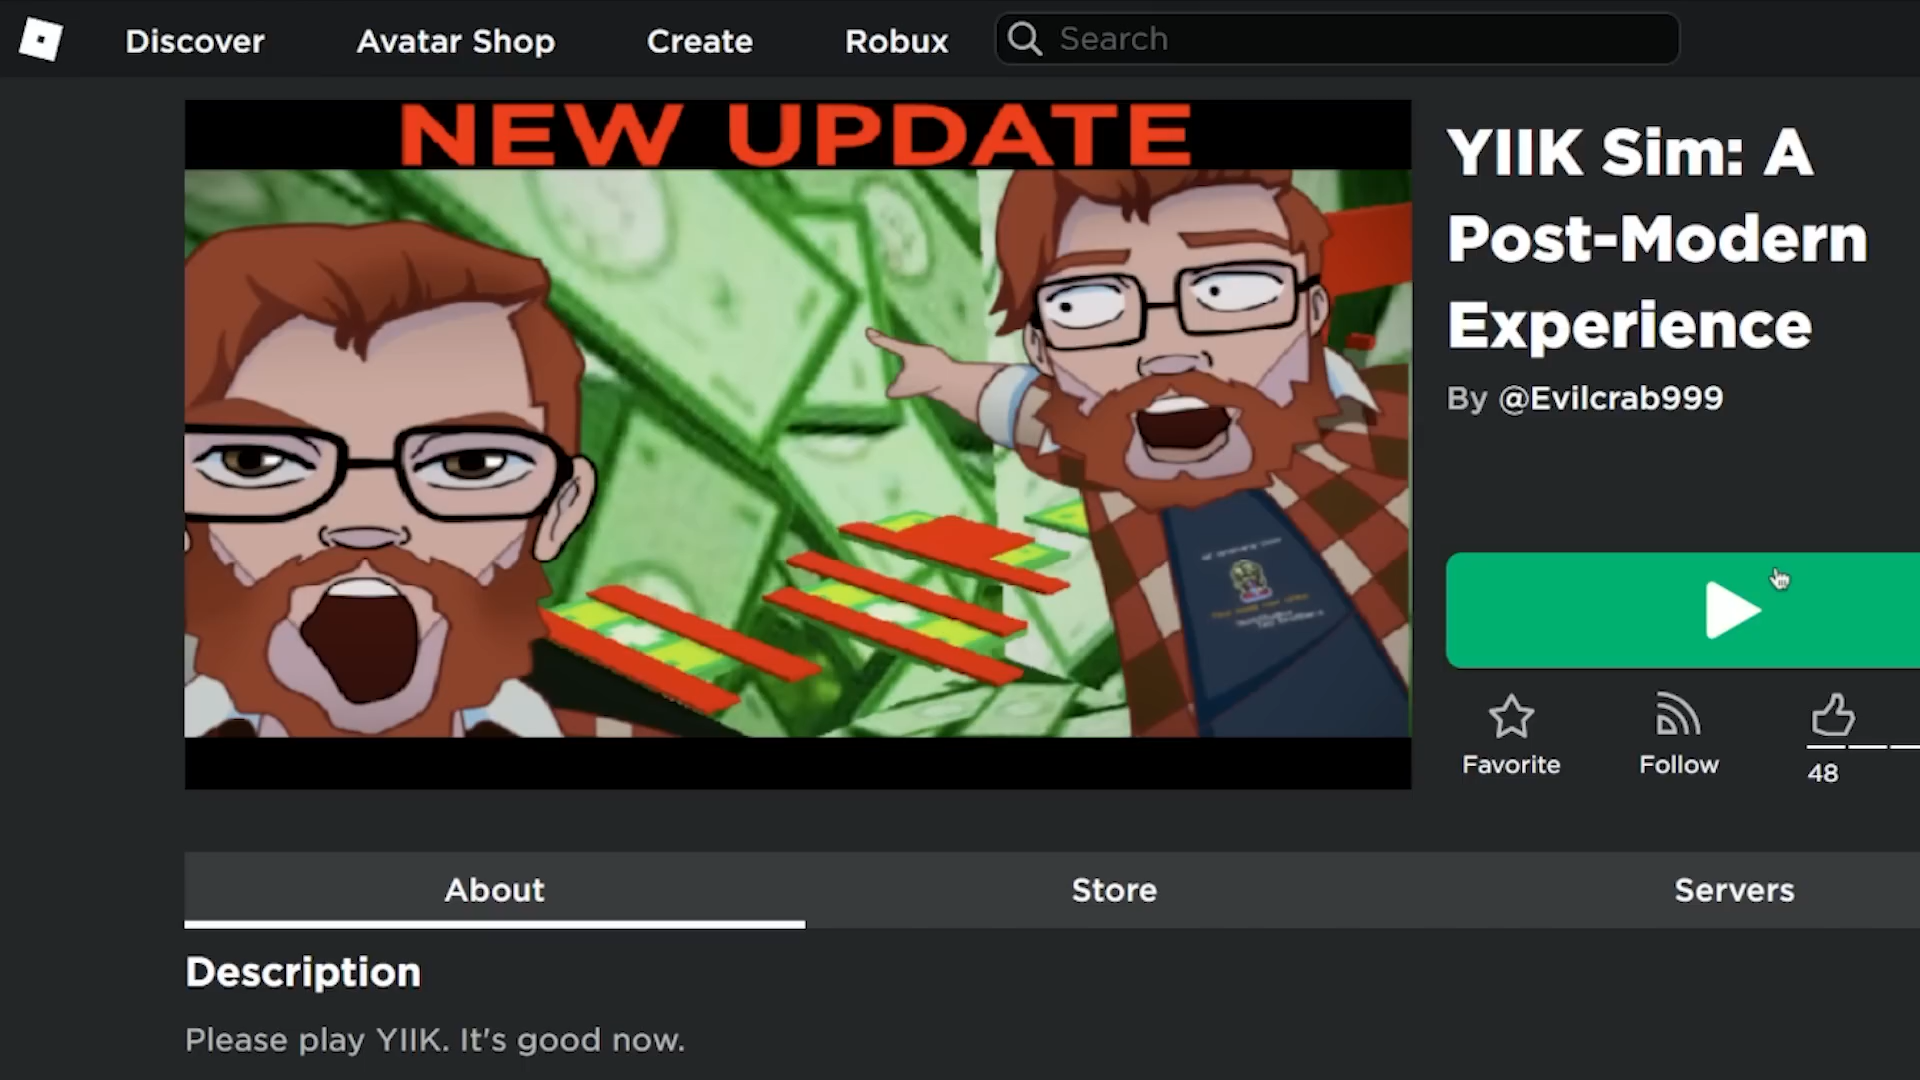 Discover
Avatar Shop
Create
Robux
Search
NEW UPDATE
YIIK Sim: A
Post-Modern
Experience
By @Evilcrab999
Favorite
Follow
48
About
Store
Servers
Description
Please play YIIK. It's good now.